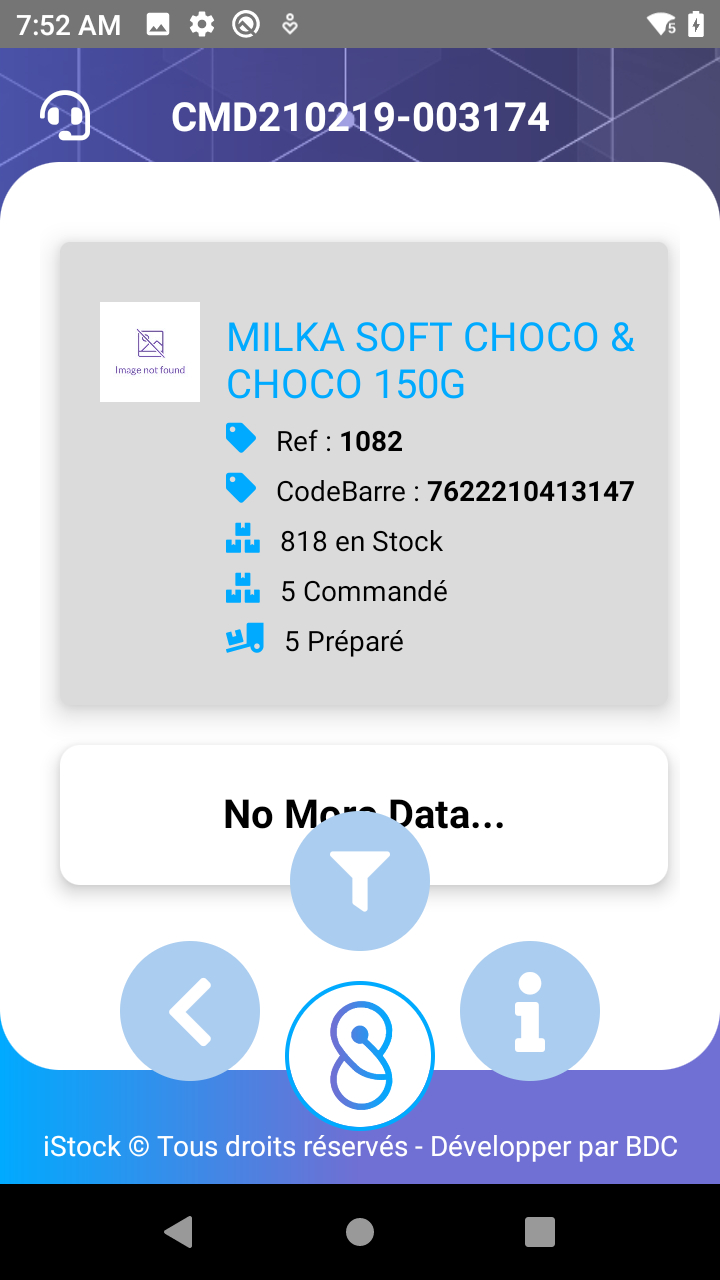 7:52 AM
5
CMD210219-003174
Image not found
MILKA SOFT CHOCO &
CHOCO 150G
Ref : 1082
CodeBarre : 7622210413147
818 en Stock
5 Commandé
5 Préparé
No More Data...
iStock © Tous droits réservés - Développer par BDC